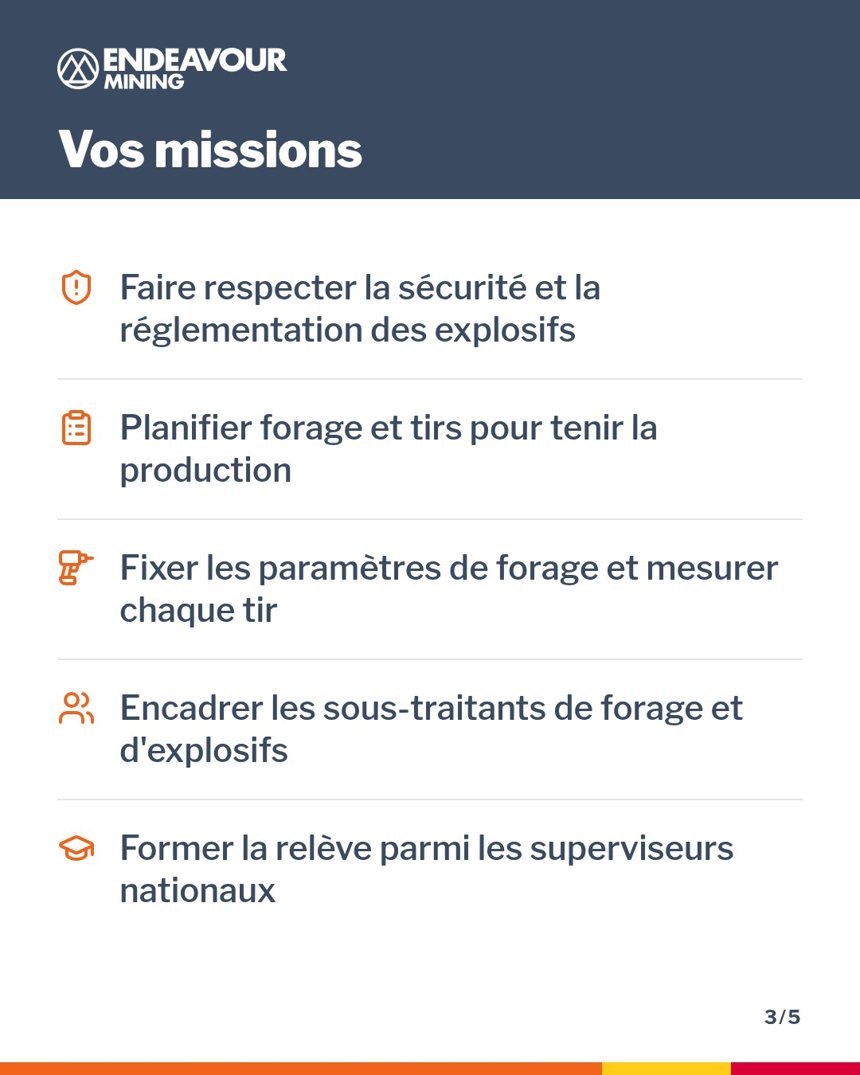 ENDEAVOUR
MINING
Vos missions
Faire respecter la sécurité et la
réglementation des explosifs
Planifier forage et tirs pour tenir la
production
Fixer les paramètres de forage et mesurer
chaque tir
Encadrer les sous-traitants de forage et
d'explosifs
Former la relève parmi les superviseurs
nationaux
3/5